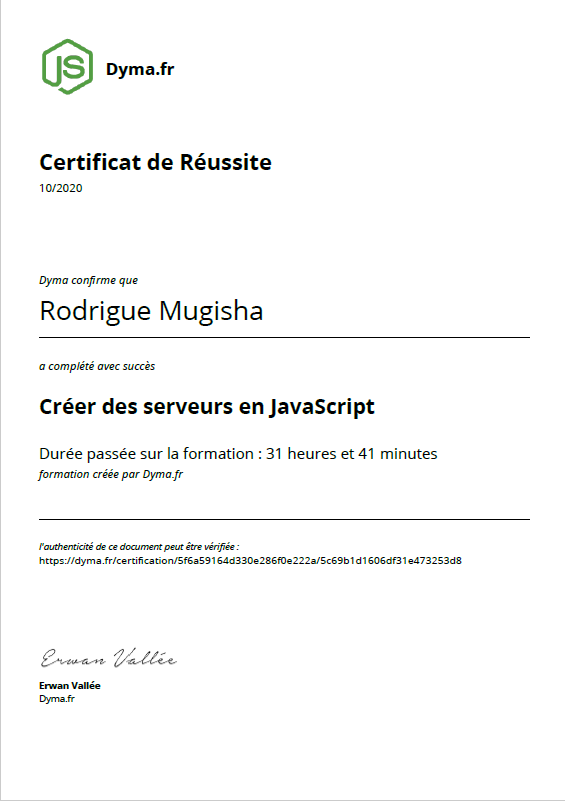 JS
Dyma.fr
Certificat de Réussite
10/2020
Dyma confirme que
Rodrigue Mugisha
a complété avec succès
Créer des serveurs en JavaScript
Durée passée sur la formation : 31 heures et 41 minutes
formation créée par Dyma.fr
l'authenticité de ce document peut être vérifiée :
https://dyma.fr/certification/5f6a59164d330e286f0e222a/5c69b1d1606df31e473253d8
Erwan Vallée
Erwan Vallée
Dyma.fr